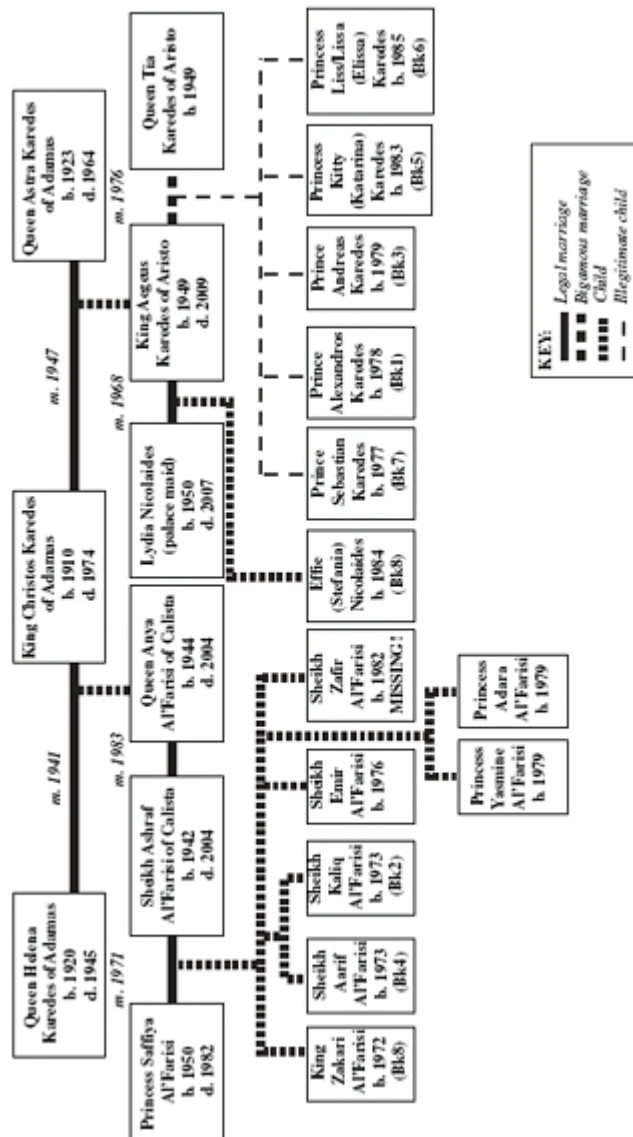 Queen Helena
Karedes of Adamas
b. 1920
d. 1945
m. 1941
King Christos Karedes
of Adamas
b. 1910
d. 1974
m. 1947
Queen Astra Karedes
of Adamas
b. 1923
d. 1964
Princess Saffiya
Al'Farisi
b. 1950
d. 1982
m. 1971
Sheikh Ashraf
Al'Farisi of Calista
b. 1942
d. 2004
m. 1983
Queen Anya
Al'Farisi of Calista
b. 1944
d. 2004
Lydia Nicolaides
(palace maid)
b. 1950
d. 2007
m. 1968
King Aegeus
Karedes of Aristo
b. 1949
d. 2009
m. 1976
Queen Tia
Karedes of Aristo
b. 1949
King
Zakari
Al'Farisi
b. 1972
(Bk8)
Sheikh
Aarif
Al'Farisi
b. 1973
(Bk4)
Sheikh
Kaliq
Al'Farisi
b. 1973
(Bk2)
Sheikh
Emir
Al'Farisi
b. 1976
Sheikh
Zafir
Al'Farisi
b. 1982
MISSING!
Effie
(Stefania)
Nicolaides
b. 1984
(Bk8)
Prince
Sebastian
Karedes
b. 1977
(Bk7)
Prince
Alexandros
Karedes
b. 1978
(Bk1)
Prince
Andreas
Karedes
b. 1979
(Bk3)
Princess
Kitty
(Katarina)
Karedes
b. 1983
(Bk5)
Princess
Liss/Lissa
(Elissa)
Karedes
b. 1985
(Bk6)
Princess
Yasmine
Al'Farisi
b. 1979
Princess
Adara
Al'Farisi
b. 1979
KEY:
Legal marriage
Bigamous marriage
Child
Illegitimate child